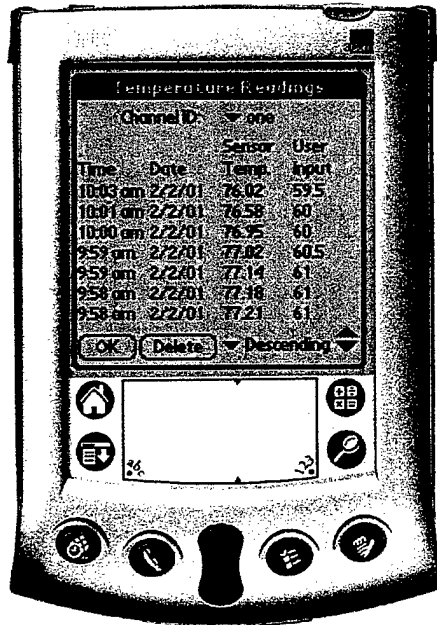 Temperature Readings
Channel ID: one
Sensor User
Time Date Temp. Input
10:03 am 2/2/01 76.02 59.5
10:01 am 2/2/01 76.58 60
10:00 am 2/2/01 76.95 60
9:59 am 2/2/01 77.02 60.5
9:59 am 2/2/01 77.14 61
9:58 am 2/2/01 77.18 61
9:58 am 2/2/01 77.21 61
OK Delete Descending
abc 123